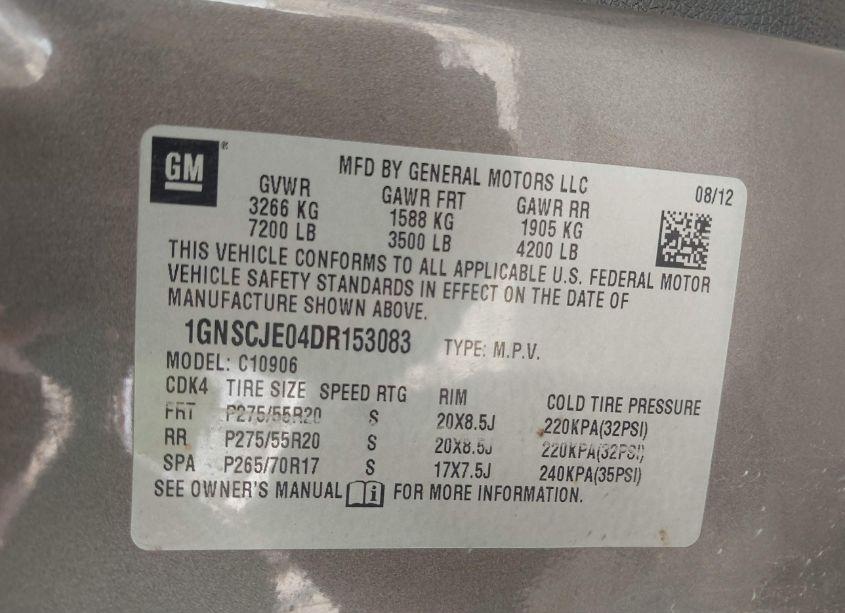 GM®
MFD BY GENERAL MOTORS LLC 08/12
GVWR GAWR FRT GAWR RR
3266 KG 1588 KG 1905 KG
7200 LB 3500 LB 4200 LB
THIS VEHICLE CONFORMS TO ALL APPLICABLE U.S. FEDERAL MOTOR
VEHICLE SAFETY STANDARDS IN EFFECT ON THE DATE OF
MANUFACTURE SHOWN ABOVE.
1GNSCJE04DR153083 TYPE: M.P.V.
MODEL: C10906
CDK4 TIRE SIZE SPEED RTG RIM COLD TIRE PRESSURE
FRT P275/55R20 S 20X8.5J 220KPA(32PSI)
RR P275/55R20 S 20X8.5J 220KPA(32PSI)
SPA P265/70R17 S 17X7.5J 240KPA(35PSI)
SEE OWNER'S MANUAL FOR MORE INFORMATION.